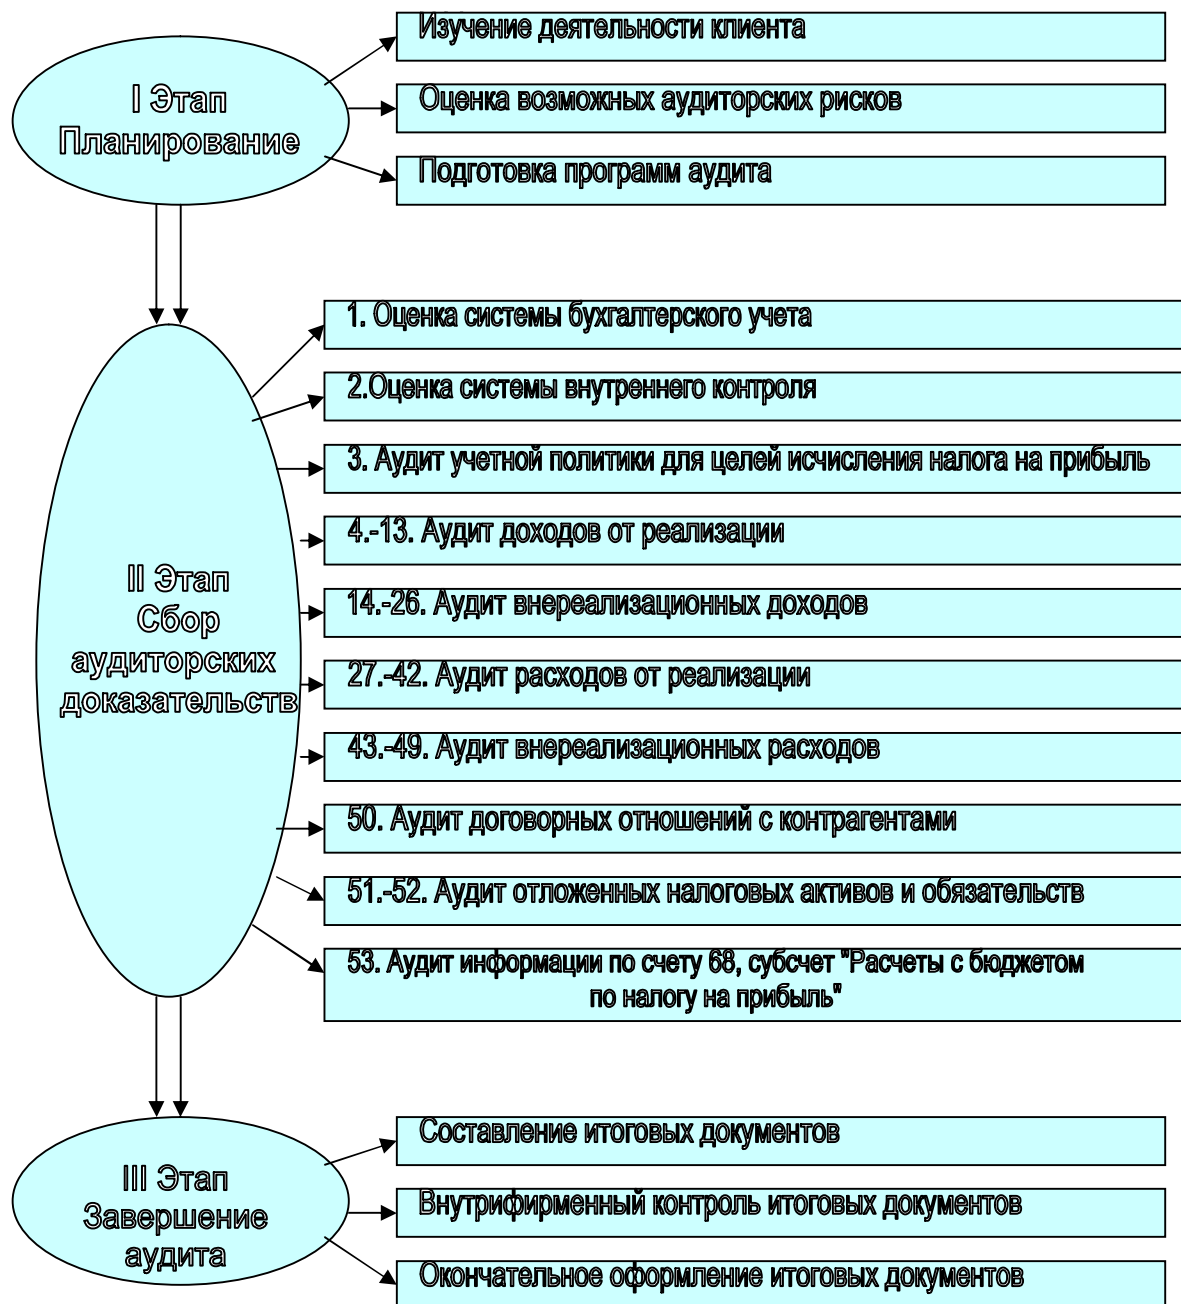 I Этап
Планирование
Изучение деятельности клиента
Оценка возможных аудиторских рисков
Подготовка программ аудита
II Этап
Сбор
аудиторских
доказательств
1. Оценка системы бухгалтерского учета
2.Оценка системы внутреннего контроля
3. Аудит учетной политики для целей исчисления налога на прибыль
4.-13. Аудит доходов от реализации
14.-26. Аудит внереализационных доходов
27.-42. Аудит расходов от реализации
43.-49. Аудит внереализационных расходов
50. Аудит договорных отношений с контрагентами
51.-52. Аудит отложенных налоговых активов и обязательств
53. Аудит информации по счету 68, субсчет "Расчеты с бюджетом
по налогу на прибыль"
III Этап
Завершение
аудита
Составление итоговых документов
Внутрифирменный контроль итоговых документов
Окончательное оформление итоговых документов